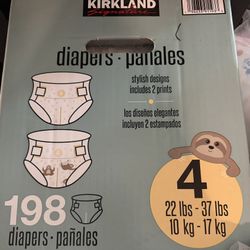 KIRKLAND
Signature
diapers • pañales
stylish designs
includes 2 prints
los diseños elegantes
incluyen 2 estampados
4
22 lbs - 37 lbs
10 kg - 17 kg
198
diapers • pañales